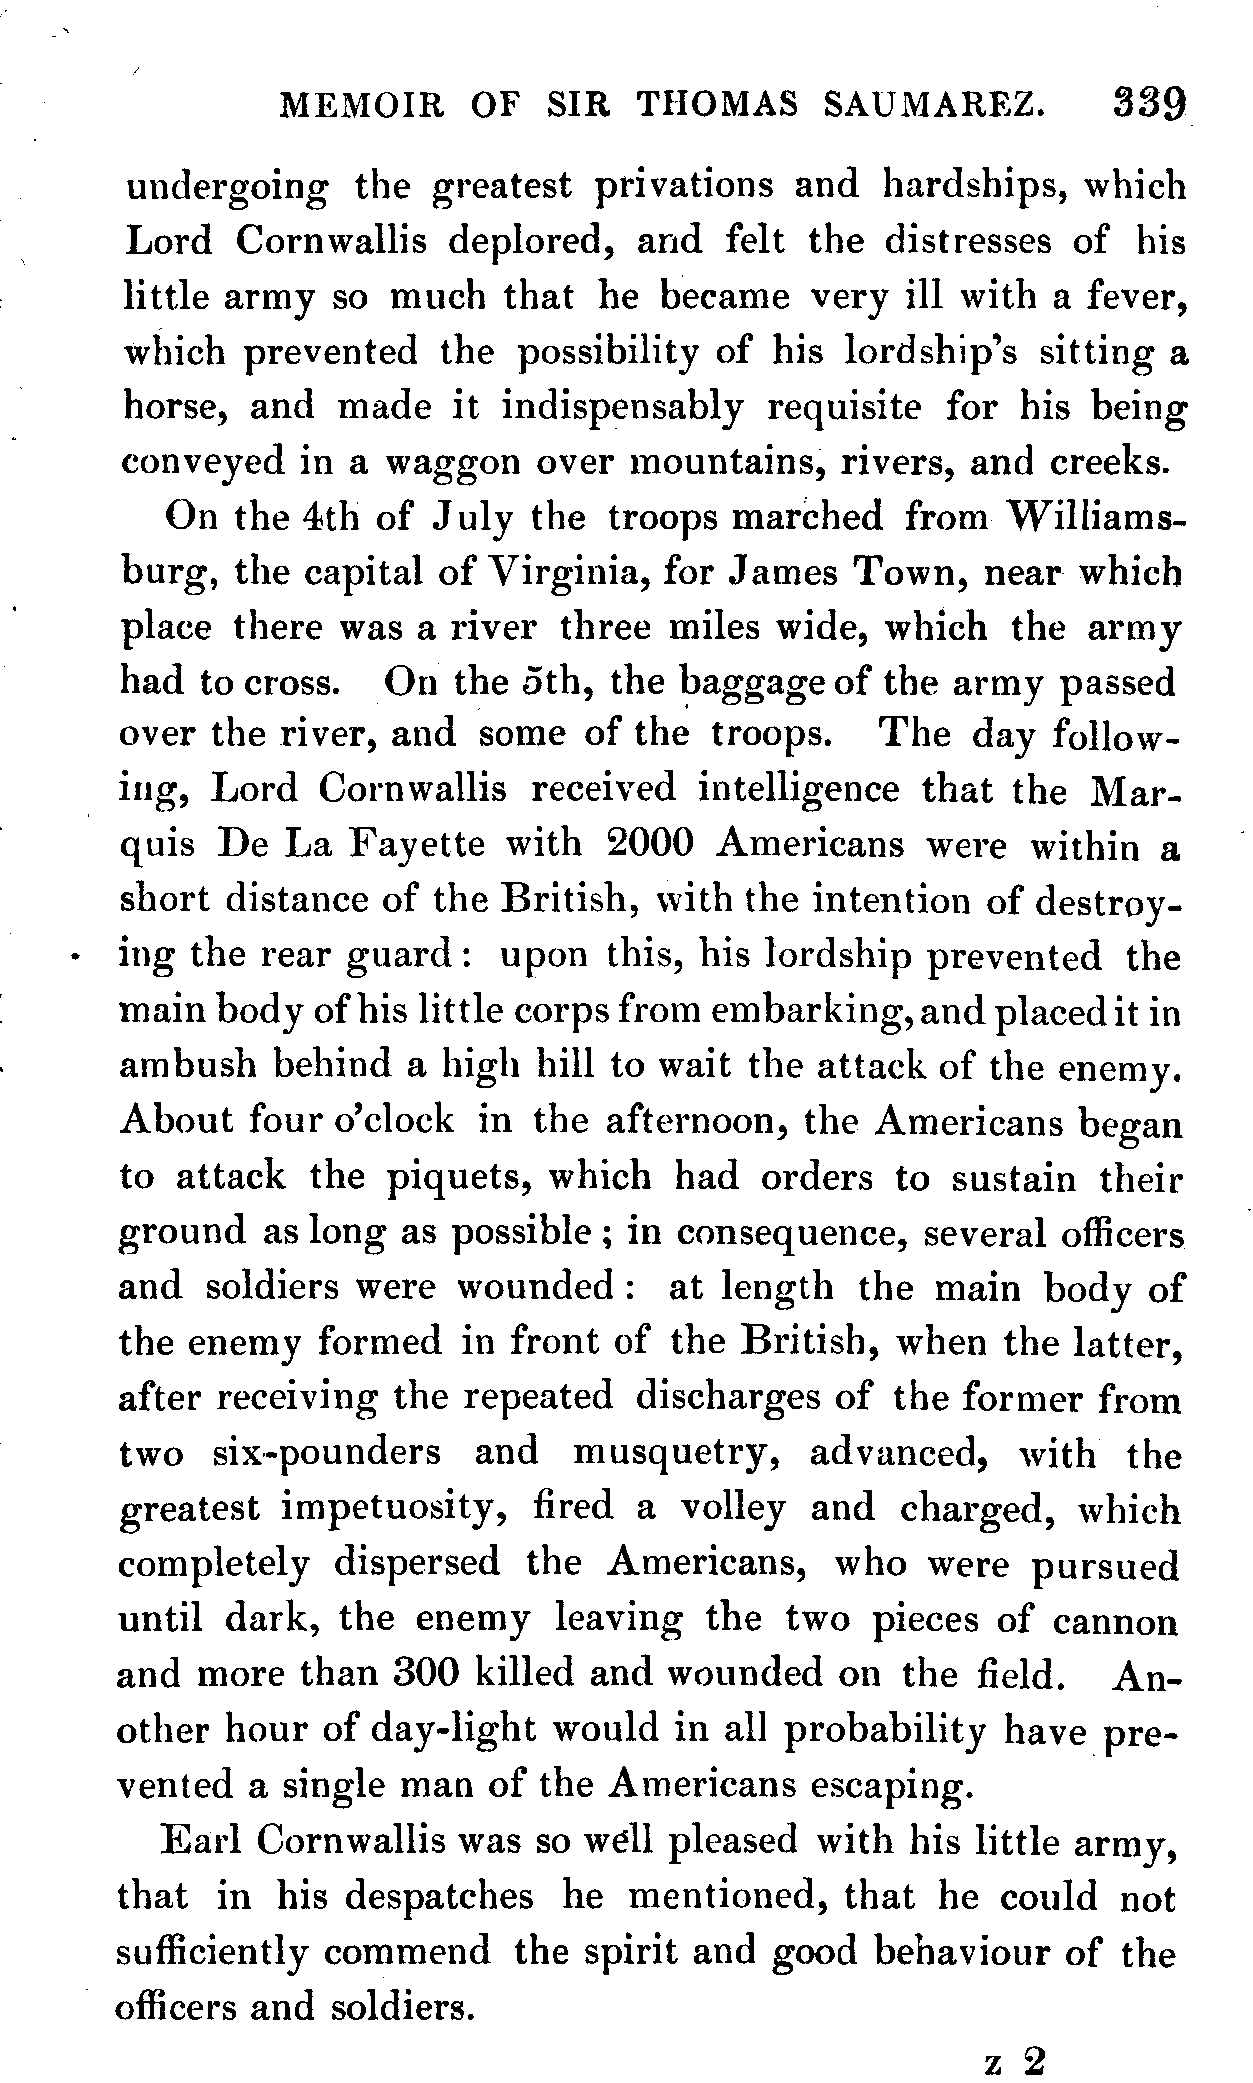 MEMOIR OF SIR THOMAS SAUMAREZ. 339
undergoing the greatest privations and hardships, which
Lord Cornwallis deplored, and felt the distresses of his
little army so much that he became very ill with a fever,
which prevented the possibility of his lordship's sitting a
horse, and made it indispensably requisite for his being
conveyed in a waggon over mountains, rivers, and creeks.
On the 4th of July the troops marched from Williams-
burg, the capital of Virginia, for James Town, near which
place there was a river three miles wide, which the army
had to cross. On the 5th, the baggage of the army passed
over the river, and some of the troops. The day follow-
ing, Lord Cornwallis received intelligence that the Mar-
quis De La Fayette with 2000 Americans were within a
short distance of the British, with the intention of destroy-
ing the rear guard: upon this, his lordship prevented the
main body of his little corps from embarking, and placed it in
ambush behind a high hill to wait the attack of the enemy.
About four o'clock in the afternoon, the Americans began
to attack the piquets, which had orders to sustain their
ground as long as possible; in consequence, several officers
and soldiers were wounded: at length the main body of
the enemy formed in front of the British, when the latter,
after receiving the repeated discharges of the former from
two six-pounders and musquetry, advanced, with the
greatest impetuosity, fired a volley and charged, which
completely dispersed the Americans, who were pursued
until dark, the enemy leaving the two pieces of cannon
and more than 300 killed and wounded on the field. An-
other hour of day-light would in all probability have pre-
vented a single man of the Americans escaping.
Earl Cornwallis was so well pleased with his little army,
that in his despatches he mentioned, that he could not
sufficiently commend the spirit and good behaviour of the
officers and soldiers.
z 2